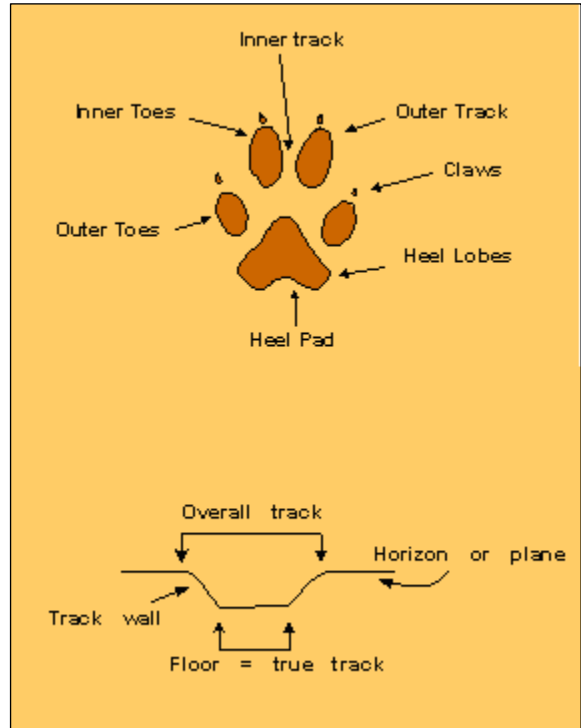 Inner track
Inner Toes
Outer Track
Claws
Outer Toes
Heel Lobes
Heel Pad
Overall track
Horizon or plane
Track wall
Floor = true track